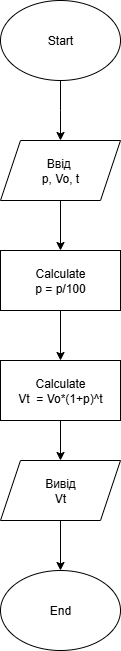 Start
Ввід
p, Vo, t
Calculate
p = p/100
Calculate
Vt  = Vo*(1+p)^t
Вивід
Vt
End